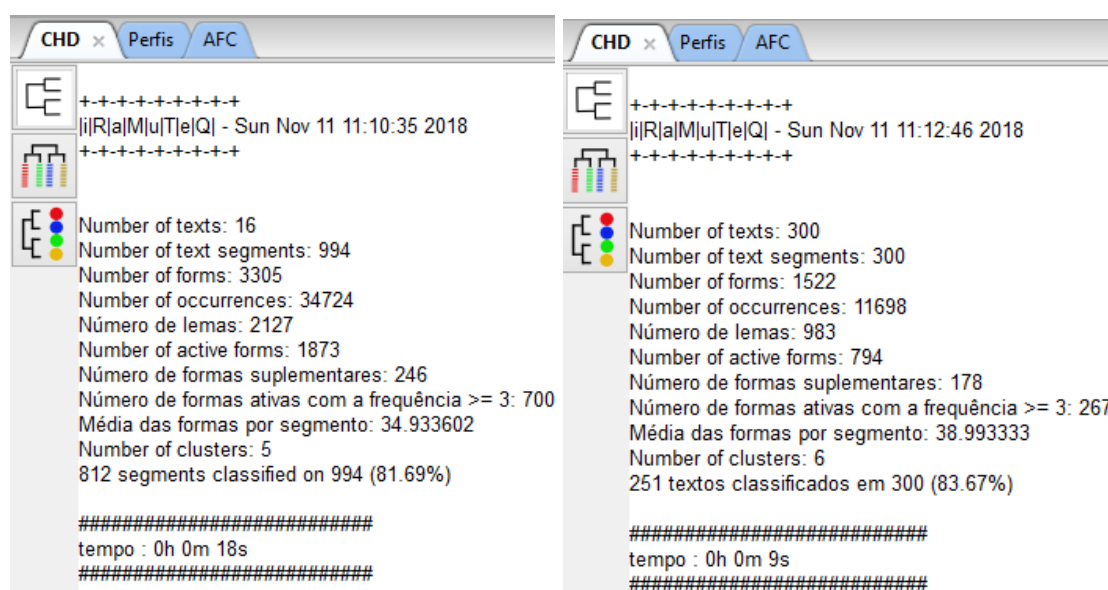 CHD × Perfis AFC
+-+-+-+-+-+-+-+-+-+
|i|R|a|M|u|T|e|Q| - Sun Nov 11 11:10:35 2018
+-+-+-+-+-+-+-+-+-+
Number of texts: 16
Number of text segments: 994
Number of forms: 3305
Number of occurrences: 34724
Número de lemas: 2127
Number of active forms: 1873
Número de formas suplementares: 246
Número de formas ativas com a frequência >= 3: 700
Média das formas por segmento: 34.933602
Number of clusters: 5
812 segments classified on 994 (81.69%)
###########################
tempo : 0h 0m 18s
###########################
CHD × Perfis AFC
+-+-+-+-+-+-+-+-+-+
|i|R|a|M|u|T|e|Q| - Sun Nov 11 11:12:46 2018
+-+-+-+-+-+-+-+-+-+
Number of texts: 300
Number of text segments: 300
Number of forms: 1522
Number of occurrences: 11698
Número de lemas: 983
Number of active forms: 794
Número de formas suplementares: 178
Número de formas ativas com a frequência >= 3: 267
Média das formas por segmento: 38.993333
Number of clusters: 6
251 textos classificados em 300 (83.67%)
###########################
tempo : 0h 0m 9s
###########################